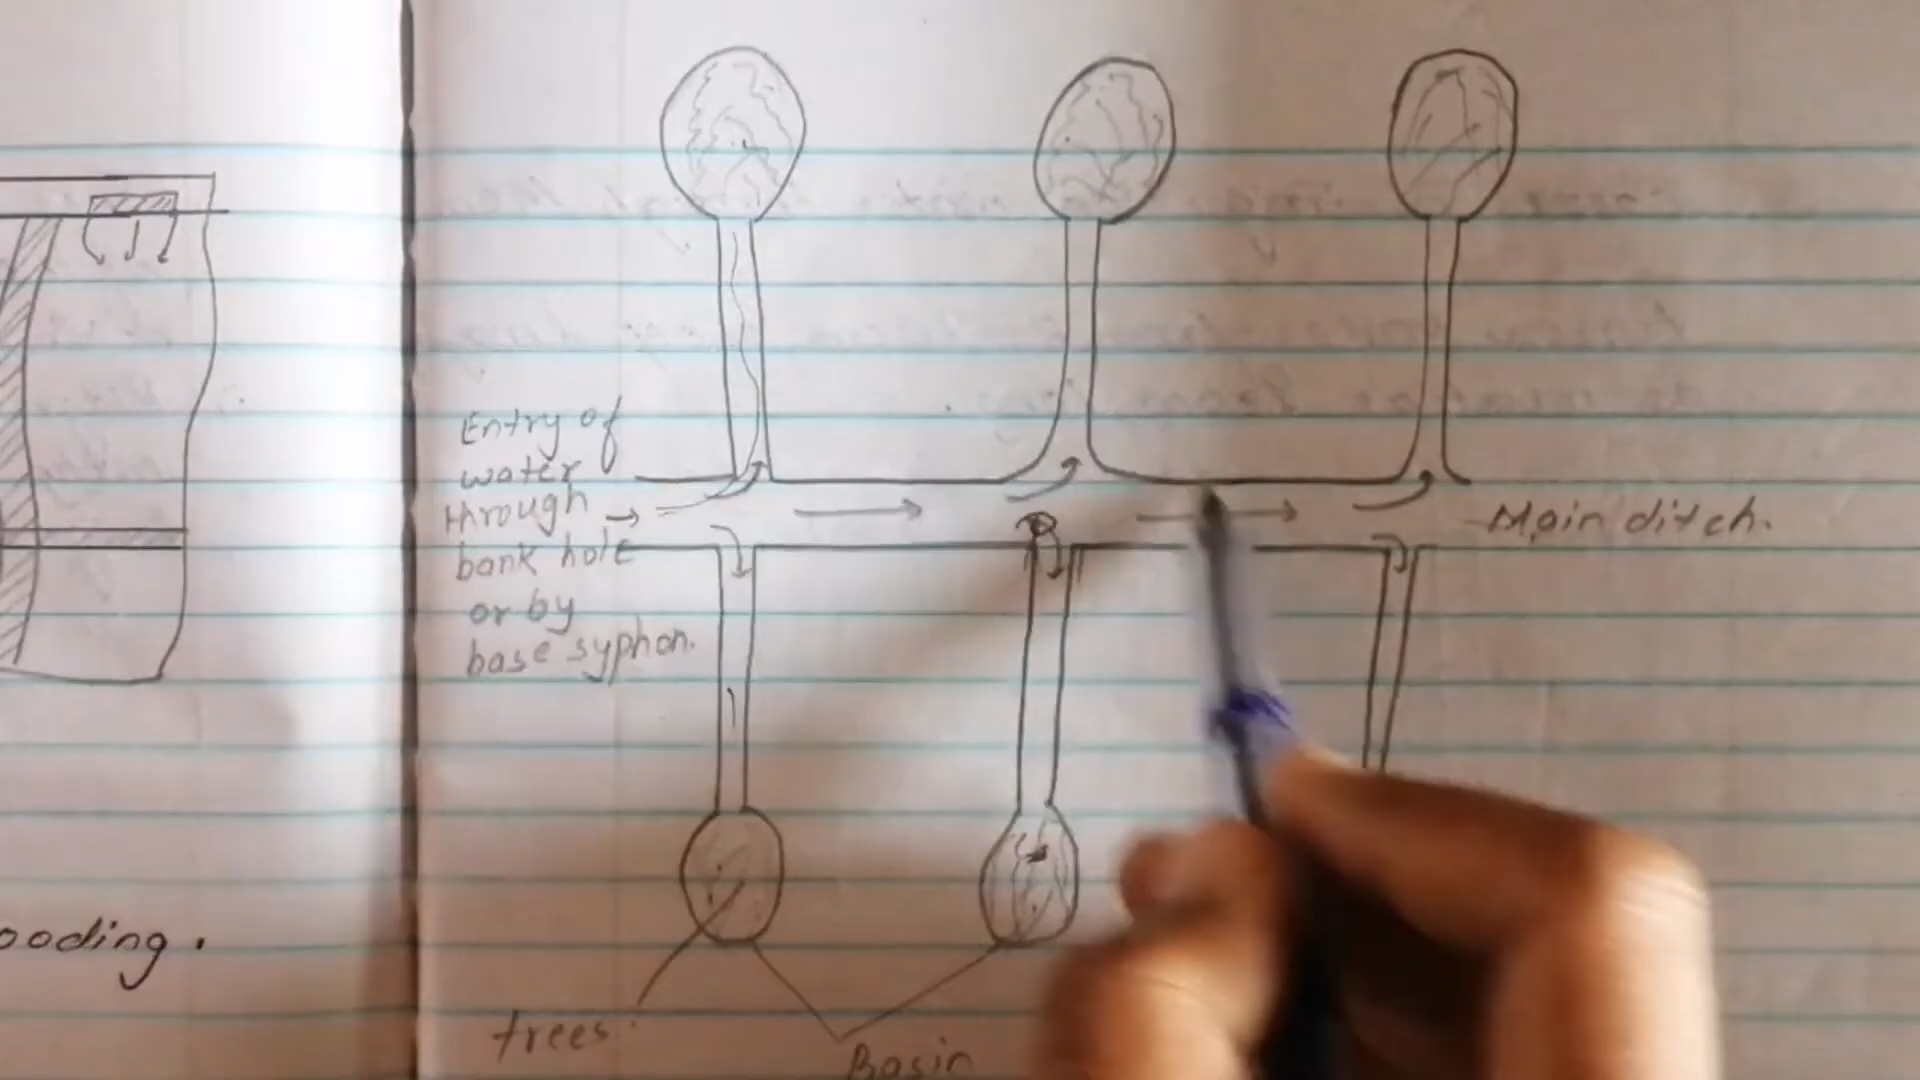 ooding.
Entry of
water
through
bank hole
or by
base syphon.
Main ditch.
trees.
Basin